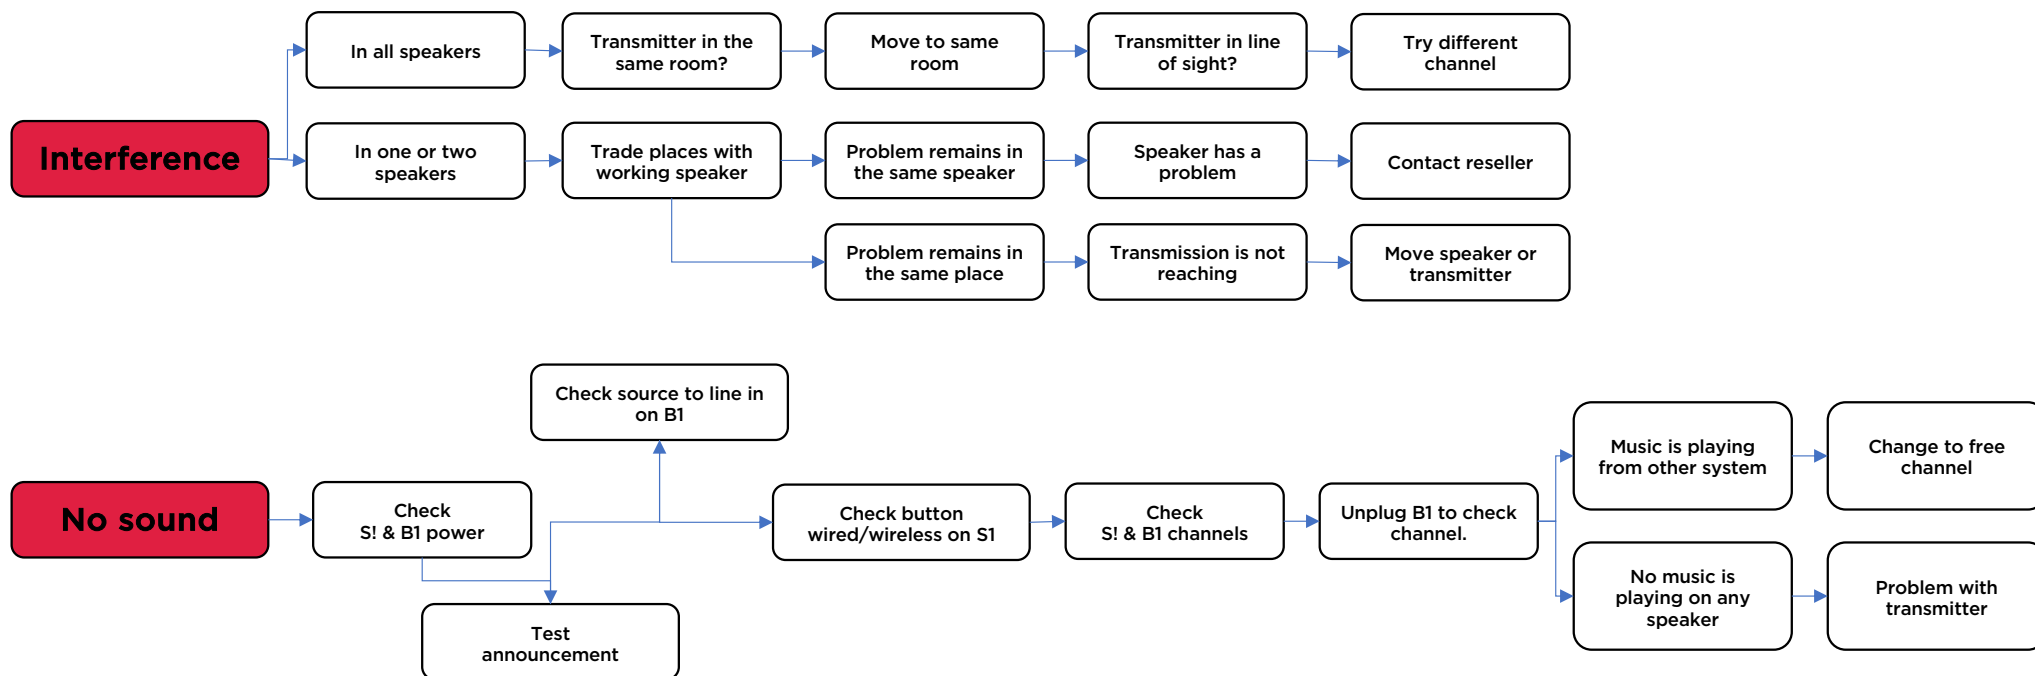 In all speakers
Transmitter in the
same room?
Move to same
room
Transmitter in line
of sight?
Try different
channel
Interference
In one or two
speakers
Trade places with
working speaker
Problem remains in
the same speaker
Speaker has a
problem
Contact reseller
Problem remains in
the same place
Transmission is not
reaching
Move speaker or
transmitter
Check source to line in
on B1
No sound
Check
S! & B1 power
Test
announcement
Check button
wired/wireless on S1
Check
S! & B1 channels
Unplug B1 to check
channel.
Music is playing
from other system
Change to free
channel
No music is
playing on any
speaker
Problem with
transmitter